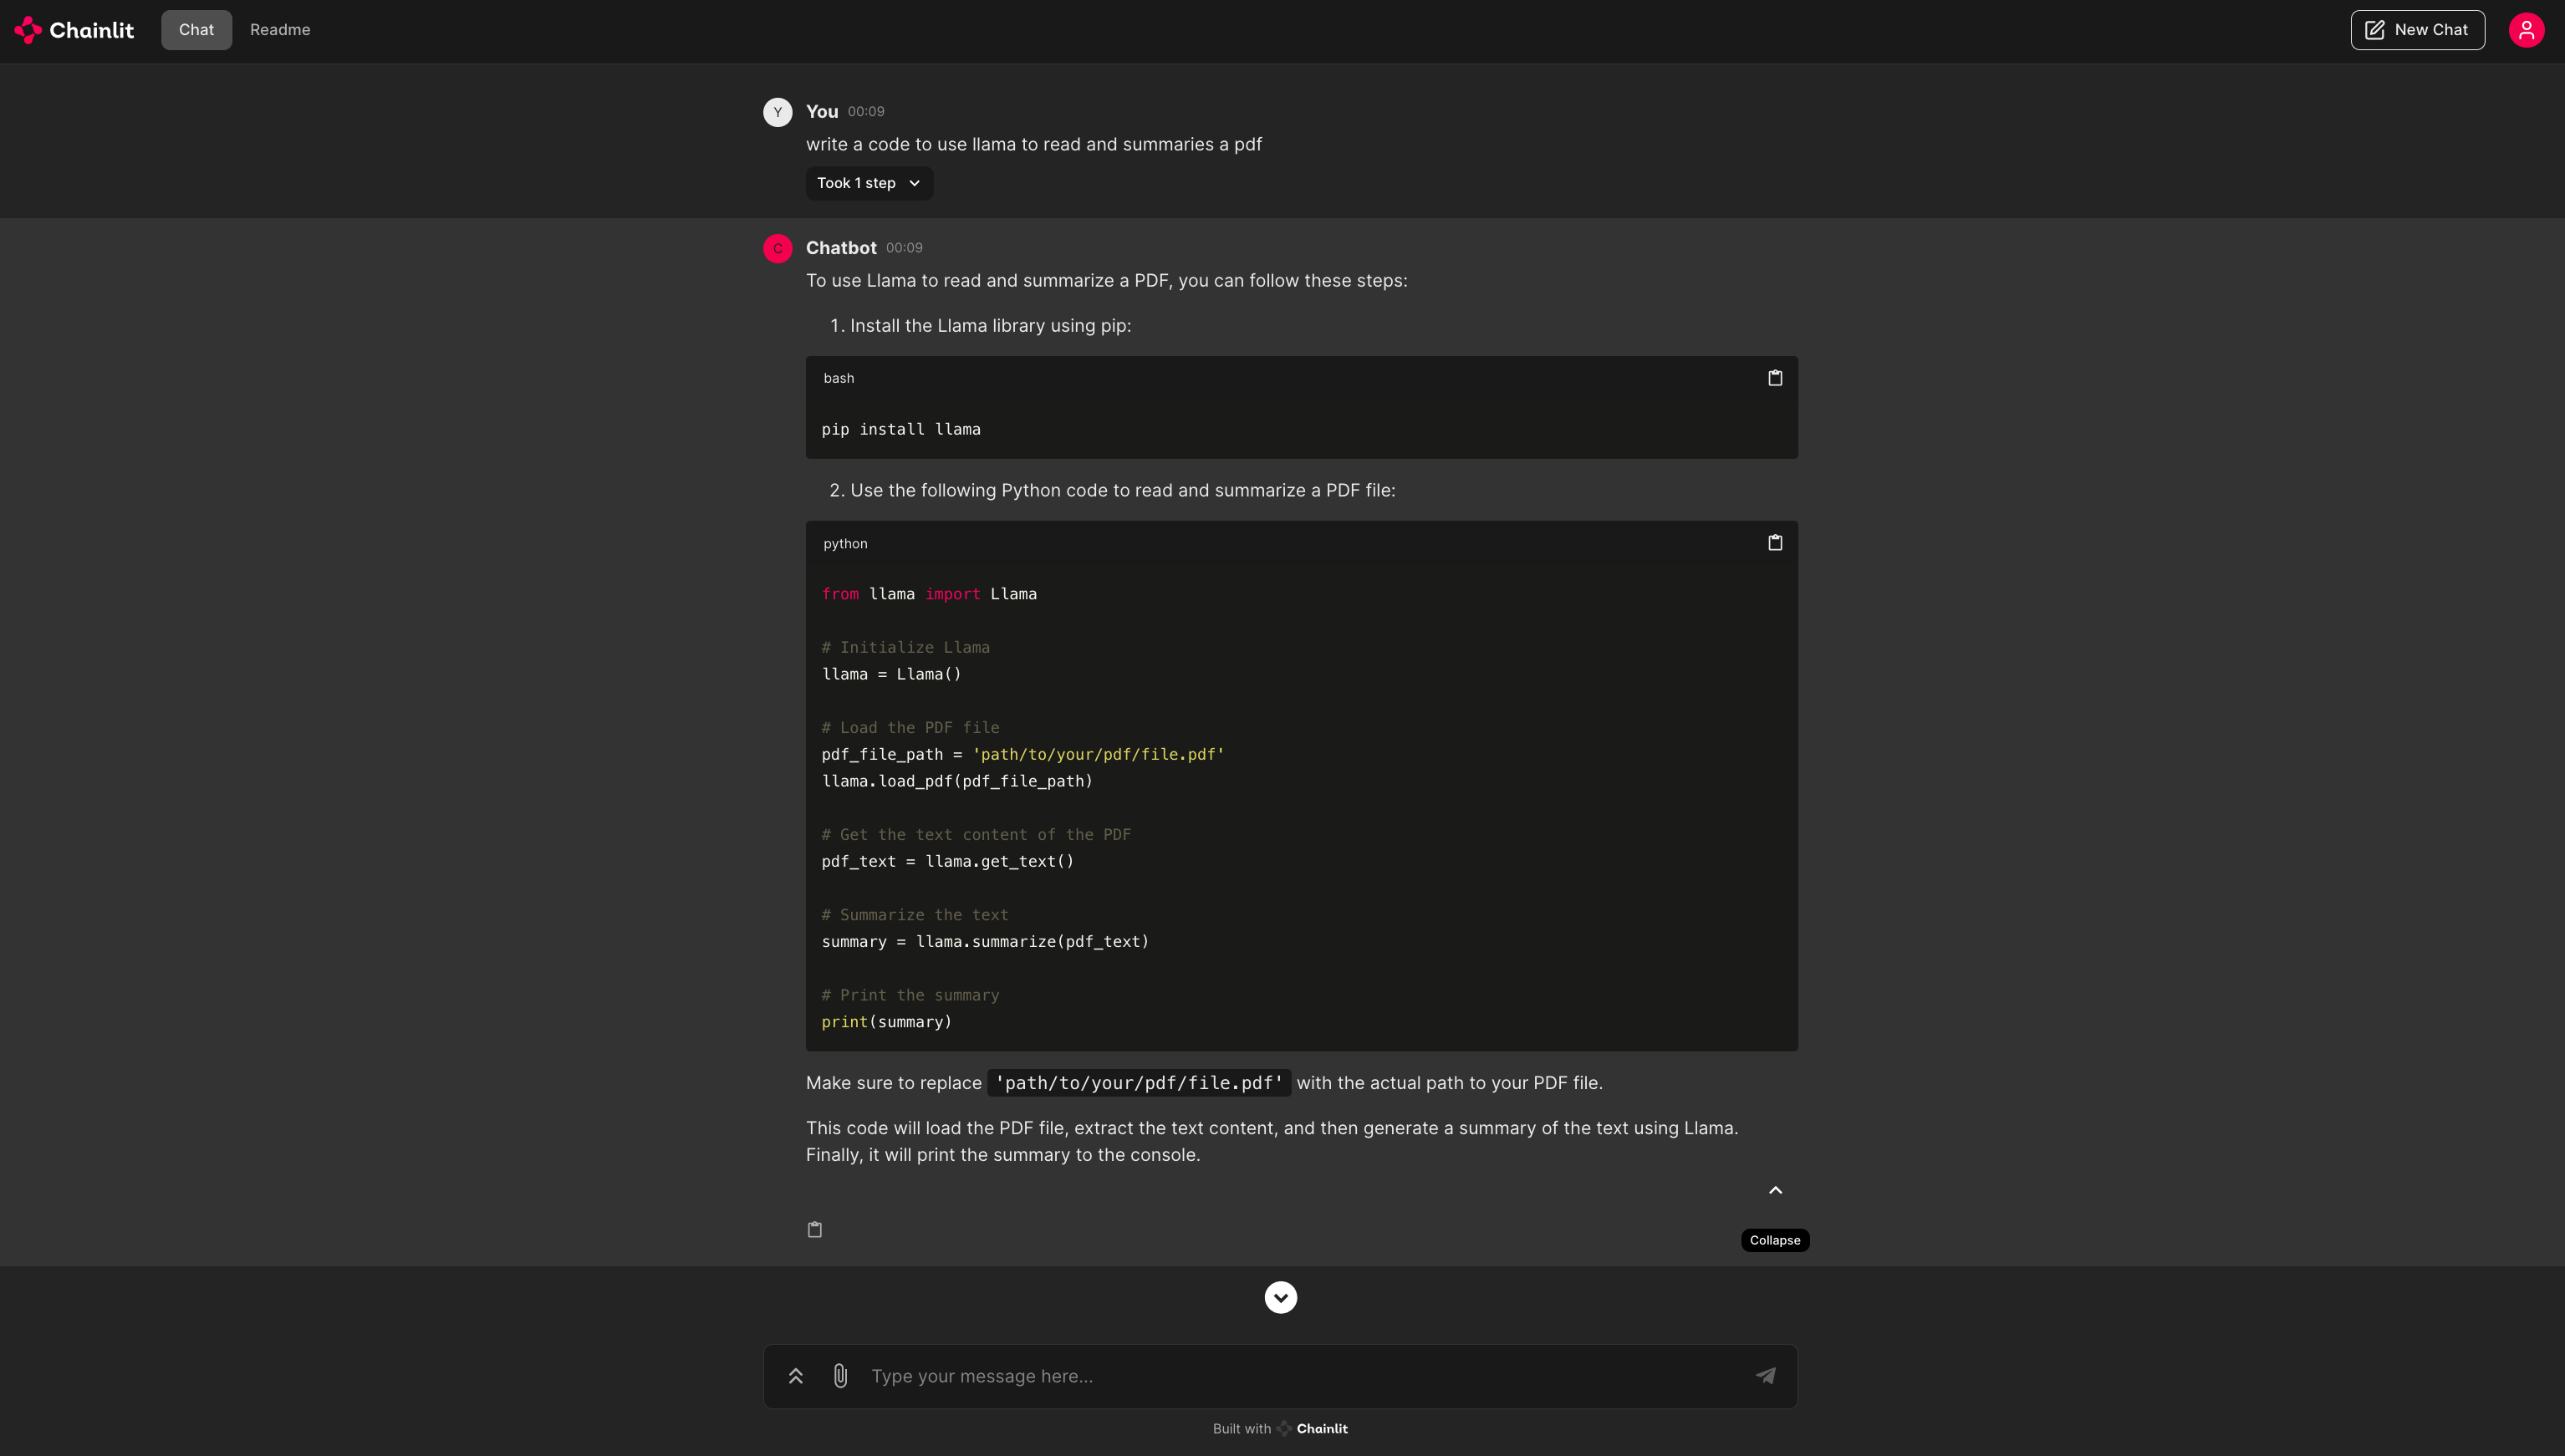 Chainlit
Chat
Readme
New Chat
Y
You 00:09
write a code to use llama to read and summaries a pdf
Took 1 step
C
Chatbot 00:09
To use Llama to read and summarize a PDF, you can follow these steps:
1. Install the Llama library using pip:
bash
pip install llama
2. Use the following Python code to read and summarize a PDF file:
python
from llama import Llama
# Initialize Llama
llama = Llama()
# Load the PDF file
pdf_file_path = 'path/to/your/pdf/file.pdf'
llama.load_pdf(pdf_file_path)
# Get the text content of the PDF
pdf_text = llama.get_text()
# Summarize the text
summary = llama.summarize(pdf_text)
# Print the summary
print(summary)
Make sure to replace 'path/to/your/pdf/file.pdf' with the actual path to your PDF file.
This code will load the PDF file, extract the text content, and then generate a summary of the text using Llama.
Finally, it will print the summary to the console.
Collapse
Type your message here...
Built with Chainlit